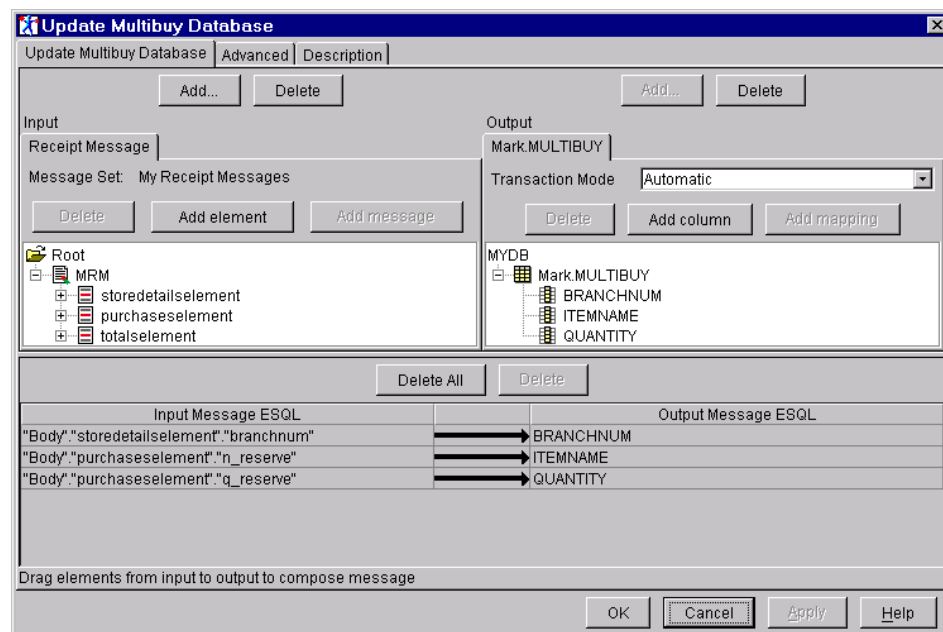 Update Multibuy Database
Update Multibuy Database Advanced Description
Add... Delete Add... Delete
Input Output
Receipt Message Mark.MULTIBUY
Message Set: My Receipt Messages Transaction Mode Automatic
Delete Add element Add message Delete Add column Add mapping
Root MYDB
MRM Mark.MULTIBUY
storedetailselement BRANCHNUM
purchaseselement ITEMNAME
totalselement QUANTITY
Delete All Delete
Input Message ESQL Output Message ESQL
"Body"."storedetailselement"."branchnum" BRANCHNUM
"Body"."purchaseselement"."n_reserve" ITEMNAME
"Body"."purchaseselement"."q_reserve" QUANTITY
Drag elements from input to output to compose message
OK Cancel Apply Help